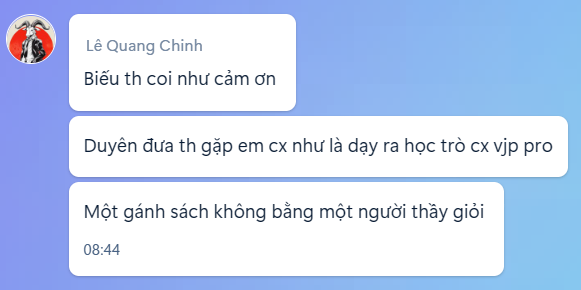 Lê Quang Chinh
Biếu th coi như cảm ơn
Duyên đưa th gặp em cx như là dạy ra học trò cx vjp pro
Một gánh sách không bằng một người thầy giỏi
08:44